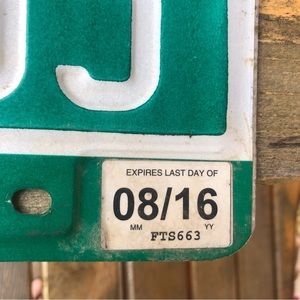 EXPIRES LAST DAY OF
08/16
MM YY
FTS663